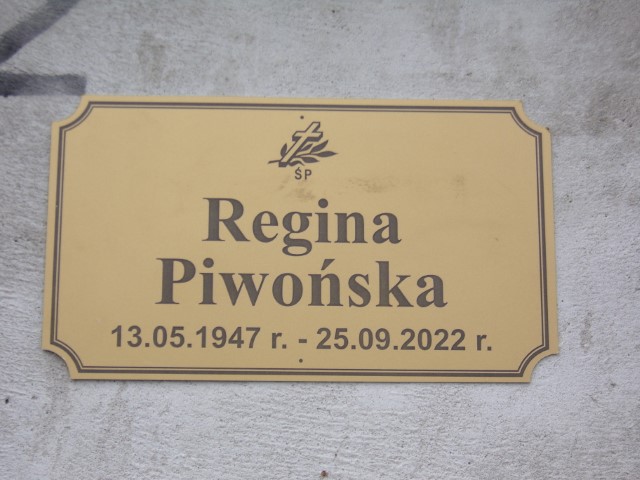 ŚP
Regina
Piwońska
13.05.1947 r. - 25.09.2022 r.